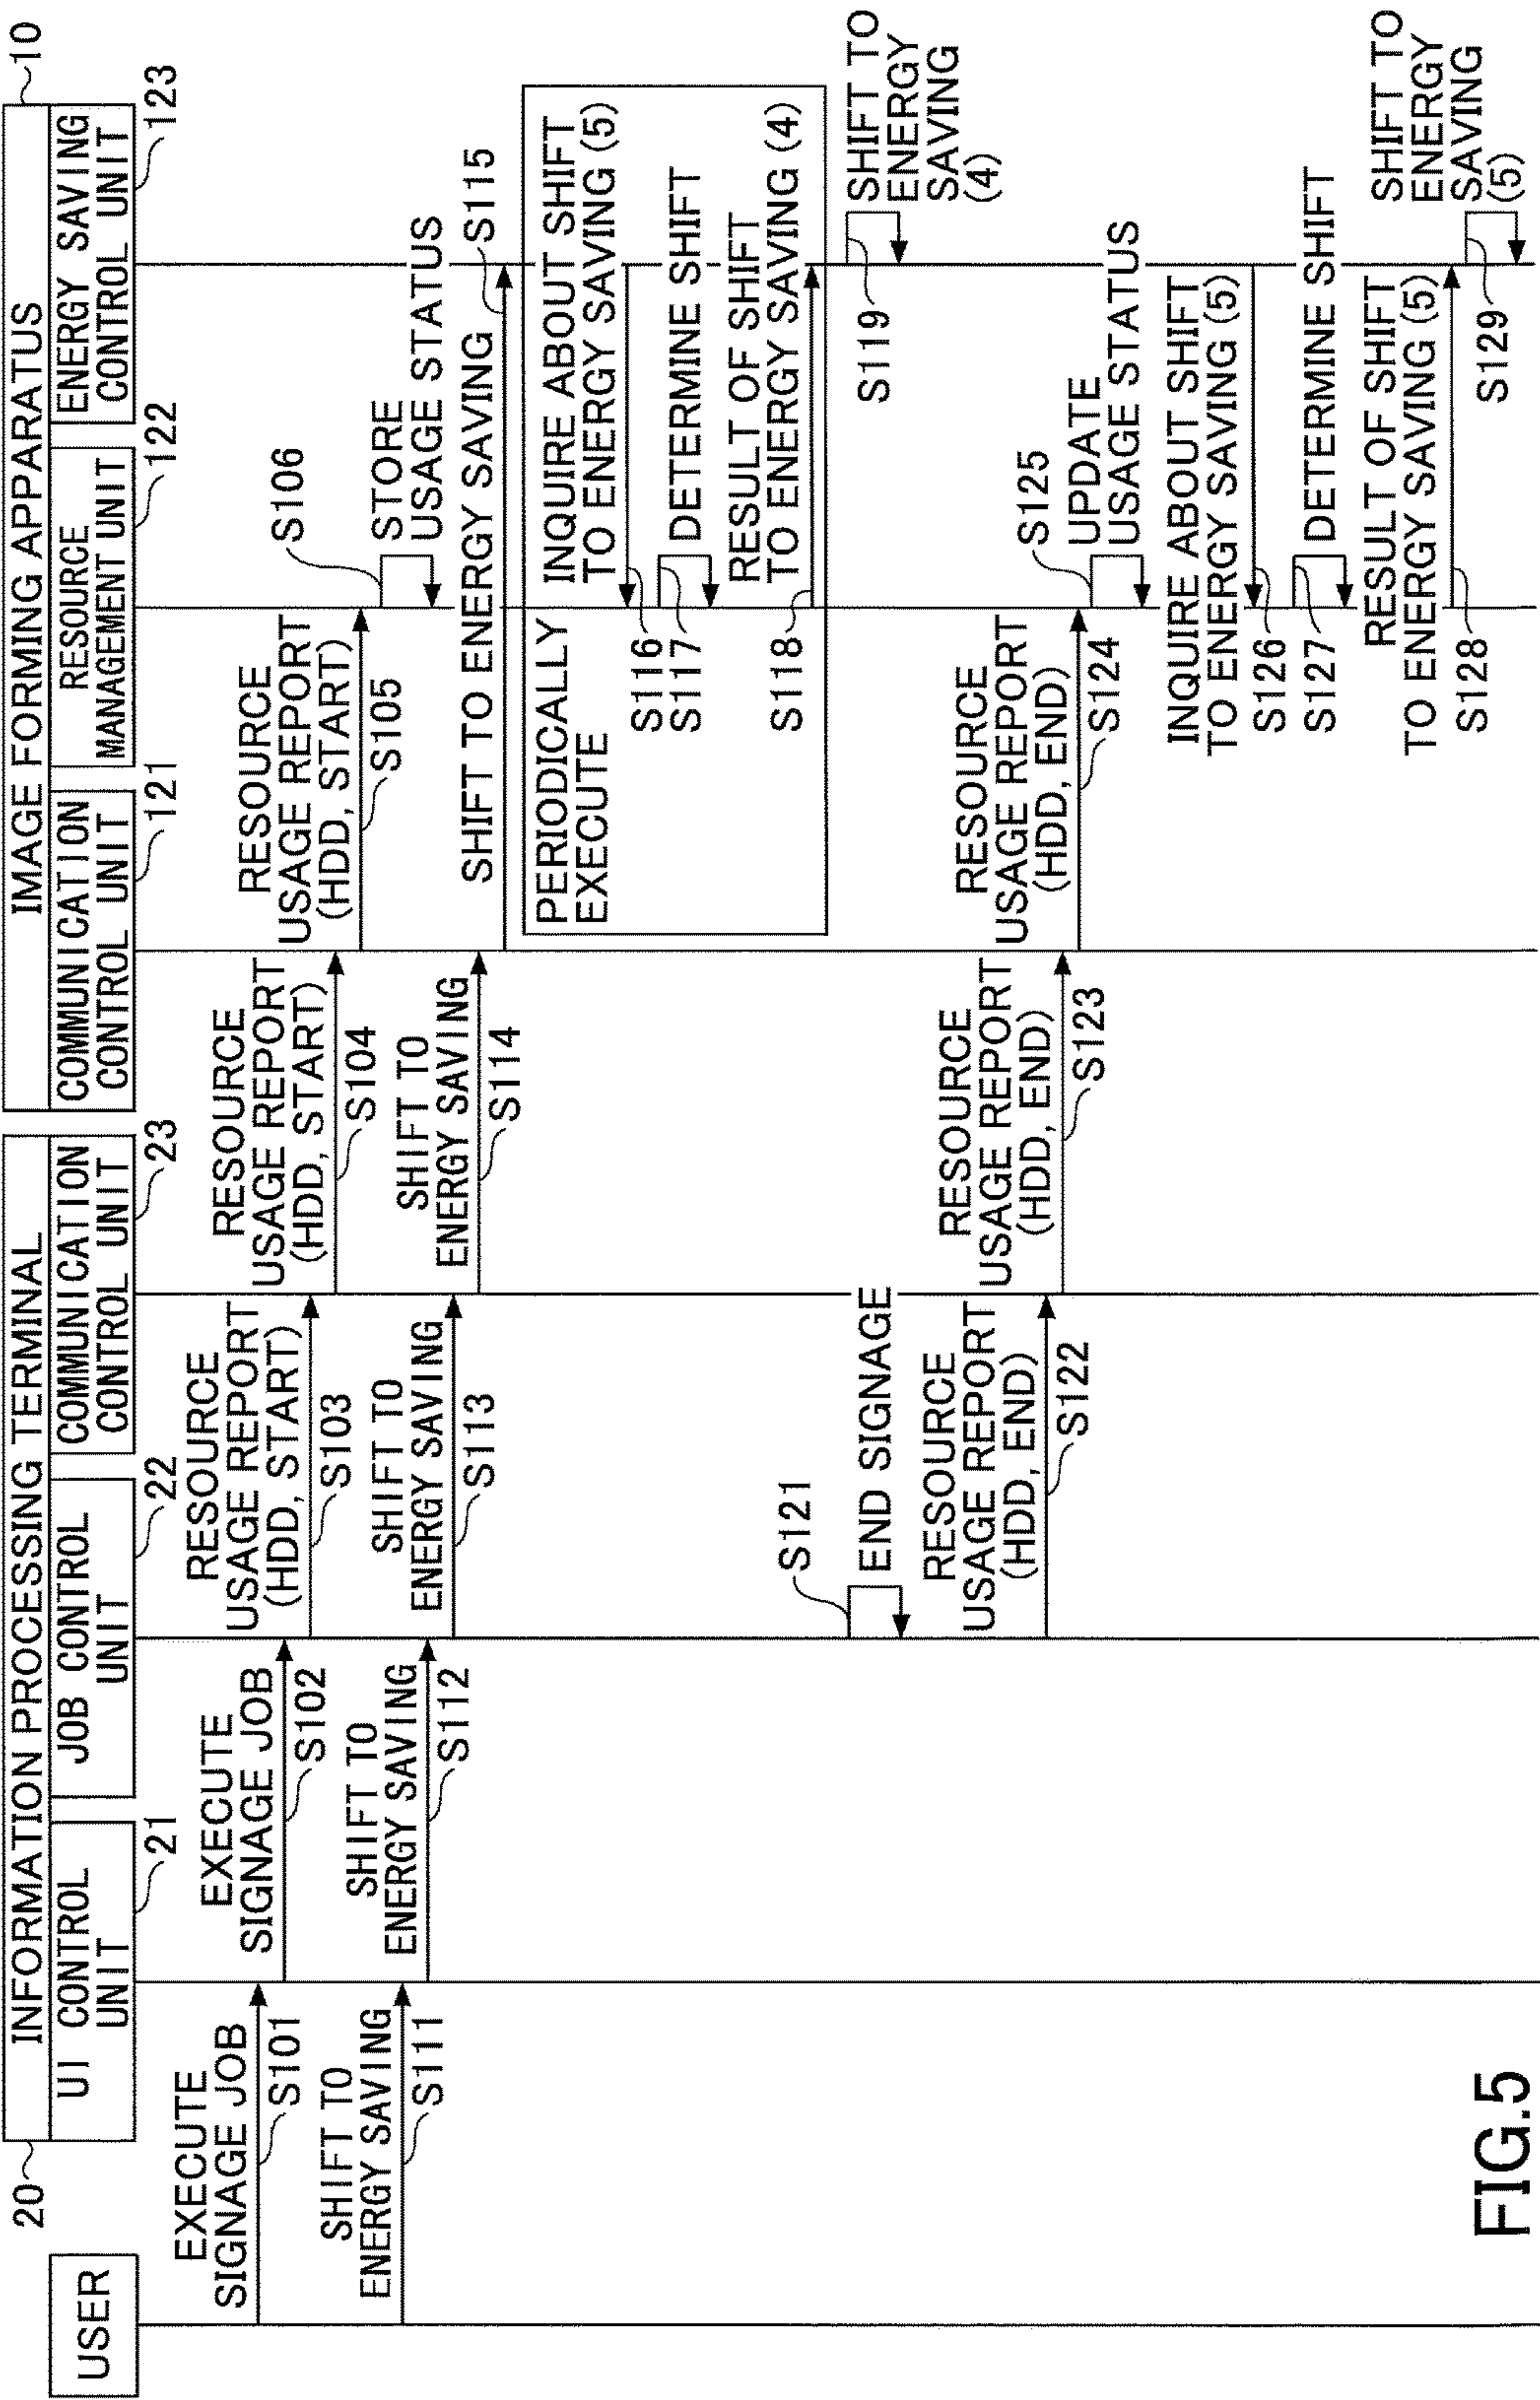 IMAGE FORMING APPARATUS
10
INFORMATION PROCESSING TERMINAL
20
USER
UI CONTROL
UNIT
21
JOB CONTROL
UNIT
22
COMMUNICATION
CONTROL UNIT
23
COMMUNICATION
CONTROL UNIT
121
RESOURCE
MANAGEMENT UNIT
122
ENERGY SAVING
CONTROL UNIT
123
EXECUTE
SIGNAGE JOB
S101
EXECUTE
SIGNAGE JOB
S102
RESOURCE
USAGE REPORT
(HDD, START)
S103
RESOURCE
USAGE REPORT
(HDD, START)
S104
RESOURCE
USAGE REPORT
(HDD, START)
S105
S106
STORE
USAGE STATUS
SHIFT TO
ENERGY SAVING
S111
SHIFT TO
ENERGY SAVING
S112
SHIFT TO
ENERGY SAVING
S113
SHIFT TO
ENERGY SAVING
S114
SHIFT TO ENERGY SAVING
S115
PERIODICALLY
EXECUTE
INQUIRE ABOUT SHIFT
TO ENERGY SAVING (5)
S116
DETERMINE SHIFT
S117
RESULT OF SHIFT
TO ENERGY SAVING (4)
S118
SHIFT TO
ENERGY
SAVING
(4)
S119
S121
END SIGNAGE
RESOURCE
USAGE REPORT
(HDD, END)
S122
RESOURCE
USAGE REPORT
(HDD, END)
S123
RESOURCE
USAGE REPORT
(HDD, END)
S124
S125
UPDATE
USAGE STATUS
INQUIRE ABOUT SHIFT
TO ENERGY SAVING (5)
S126
DETERMINE SHIFT
S127
RESULT OF SHIFT
TO ENERGY SAVING (5)
S128
SHIFT TO
ENERGY
SAVING
(5)
S129
FIG.5